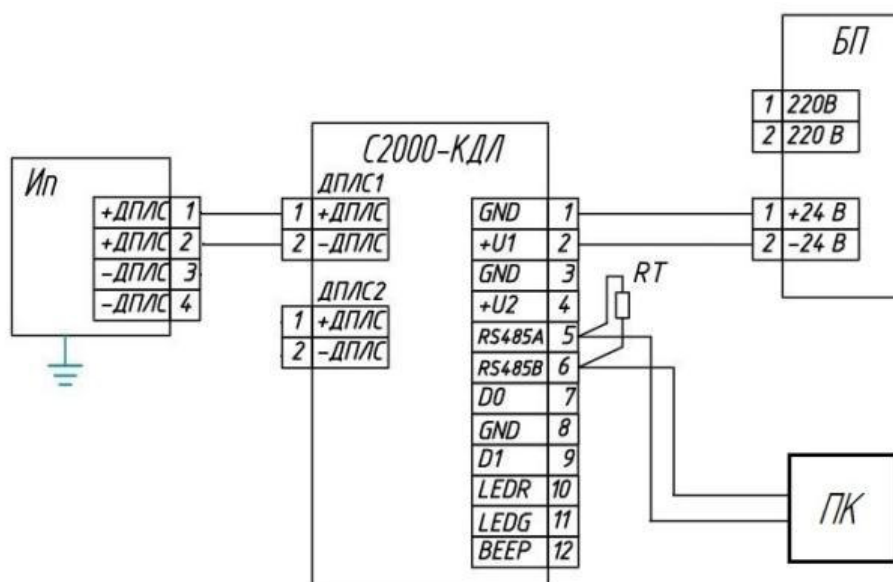 БП
1 220В
2 220 В
1 +24 В
2 -24 В
С2000-КДЛ
Ип
+ДПЛС 1
+ДПЛС 2
-ДПЛС 3
-ДПЛС 4
ДПЛС1
1 +ДПЛС
2 -ДПЛС
ДПЛС2
1 +ДПЛС
2 -ДПЛС
GND 1
+U1 2
GND 3
+U2 4
RS485A 5
RS485B 6
D0 7
GND 8
D1 9
LEDR 10
LEDG 11
BEEP 12
RT
ПК